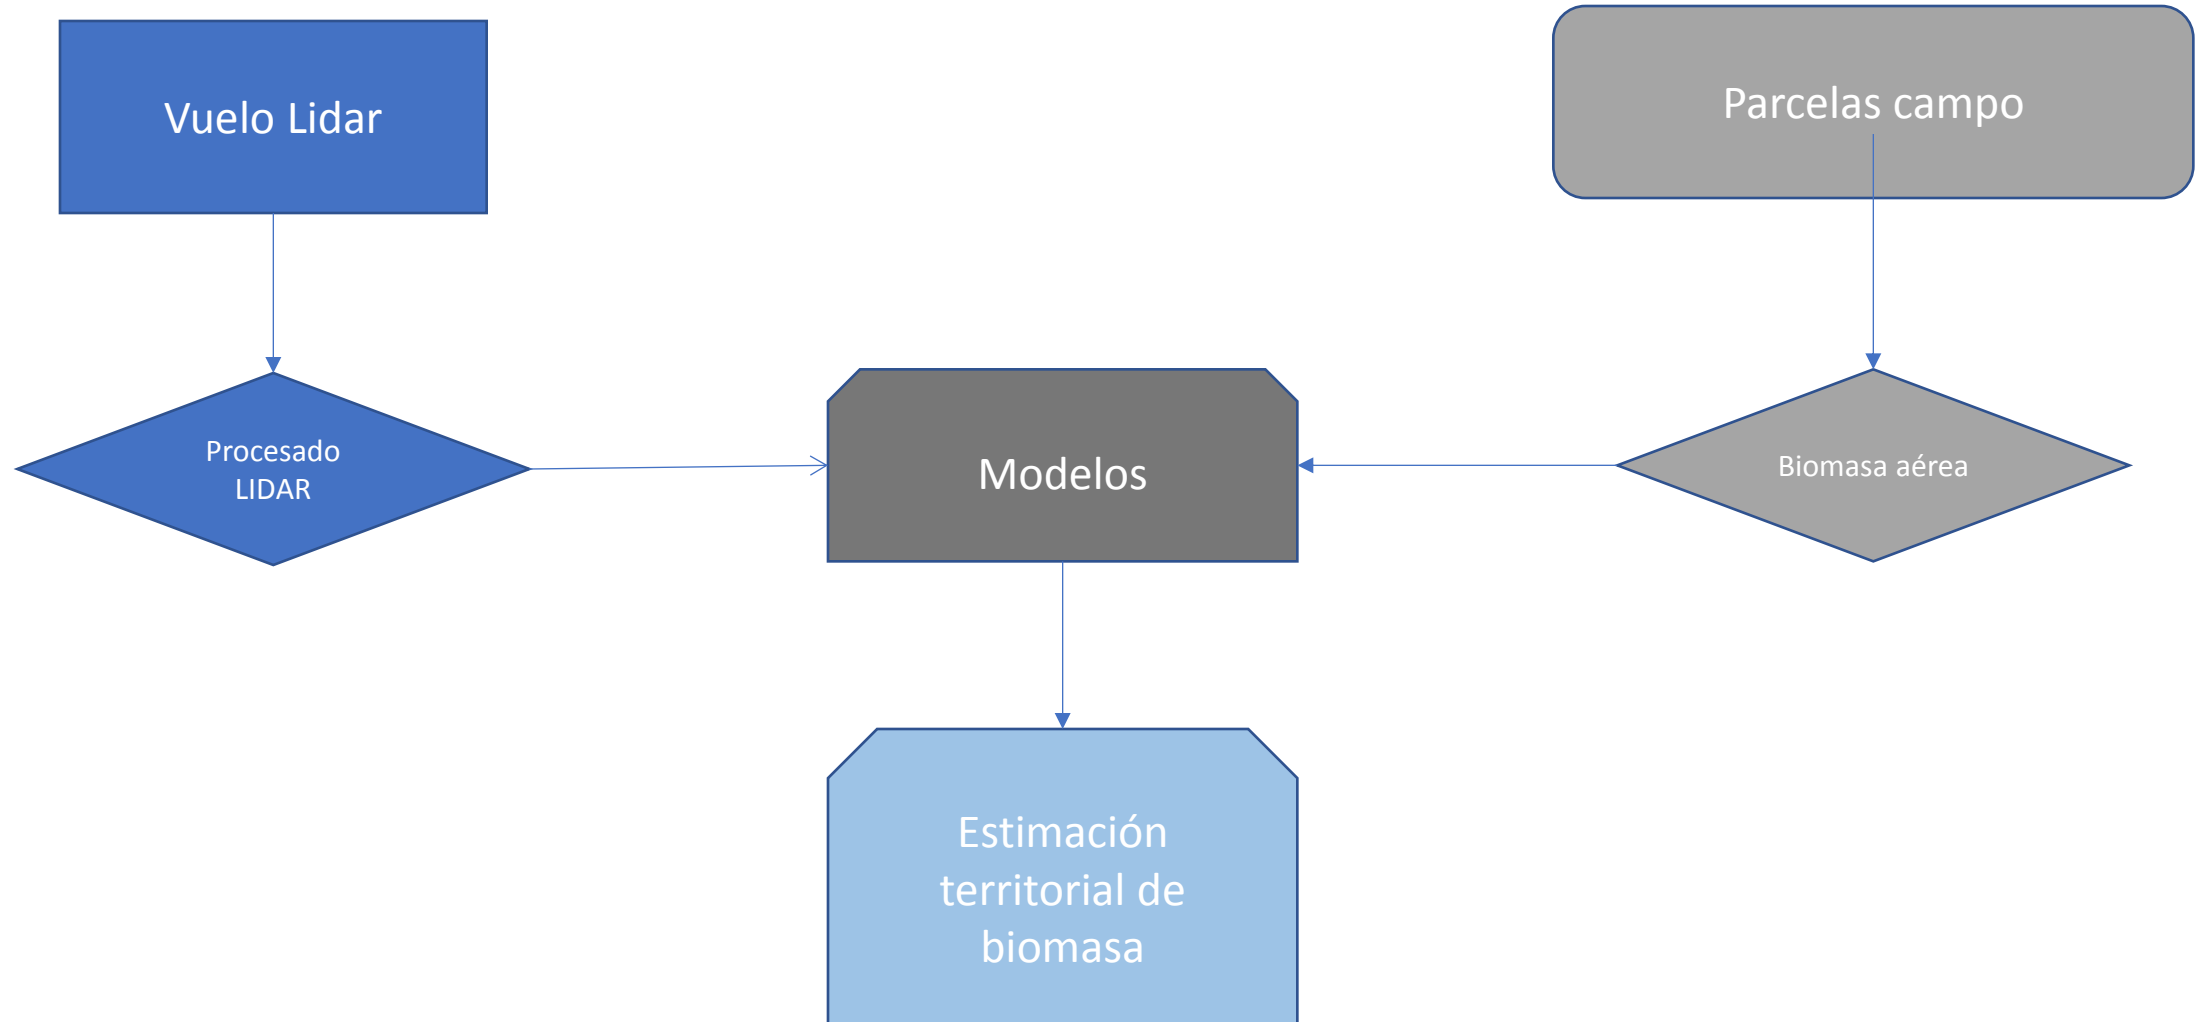 Vuelo Lidar
Parcelas campo
Procesado
LIDAR
Modelos
Biomasa aérea
Estimación
territorial de
biomasa